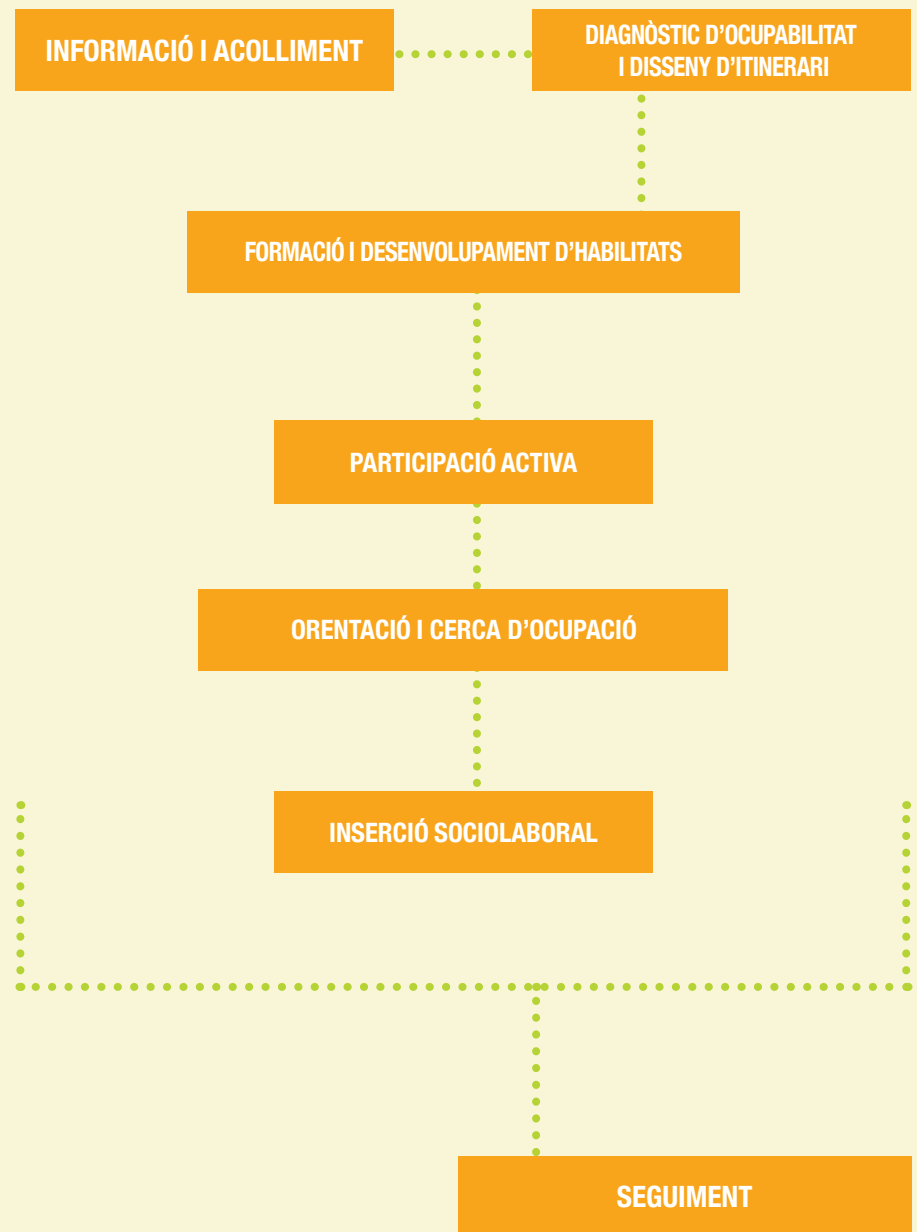 INFORMACIÓ I ACOLLIMENT
DIAGNÒSTIC D’OCUPABILITAT
I DISSENY D’ITINERARI
FORMACIÓ I DESENVOLUPAMENT D’HABILITATS
PARTICIPACIÓ ACTIVA
ORENTACIÓ I CERCA D’OCUPACIÓ
INSERCIÓ SOCIOLABORAL
SEGUIMENT